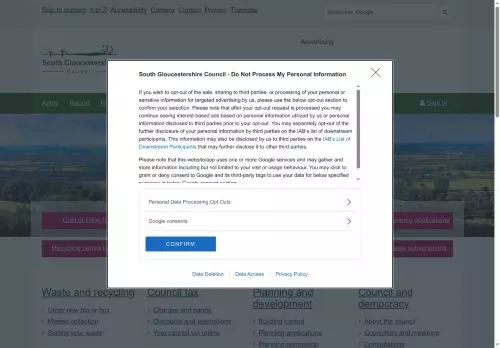 Skip to content A to Z Accessibility Careers Contact Privacy Translate
Google
Advertising
South Gloucestershire
Council
Apply Report
Sign in
South Gloucestershire Council - Do Not Process My Personal Information
If you wish to opt-out of the sale, sharing to third parties, or processing of your personal or
sensitive information for targeted advertising by us, please use the below opt-out section to
confirm your selection. Please note that after your opt-out request is processed you may
continue seeing interest-based ads based on personal information utilized by us or personal
information disclosed to third parties prior to your opt-out. You may separately opt-out of the
further disclosure of your personal information by third parties on the IAB's list of downstream
participants. This information may also be disclosed by us to third parties on the IAB's List of
Downstream Participants that may further disclose it to other third parties.
Please note that this website/app uses one or more Google services and may gather and
store information including but not limited to your visit or usage behaviour. You may click to
grant or deny consent to Google and its third-party tags to use your data for below specified
purposes in below Google consent section.
Personal Data Processing Opt Outs
Google consents
CONFIRM
Data Deletion Data Access Privacy Policy
Cost of living
applications
Recycling centre
Waste and recycling
Order new bin or box
Missed collection
Sorting your waste
Council tax
Changes and bands
Discounts and exemptions
Your council tax online
Planning and
development
Building control
Planning applications
Planning permission
Council and
democracy
About the council
Councillors and meetings
Consultations